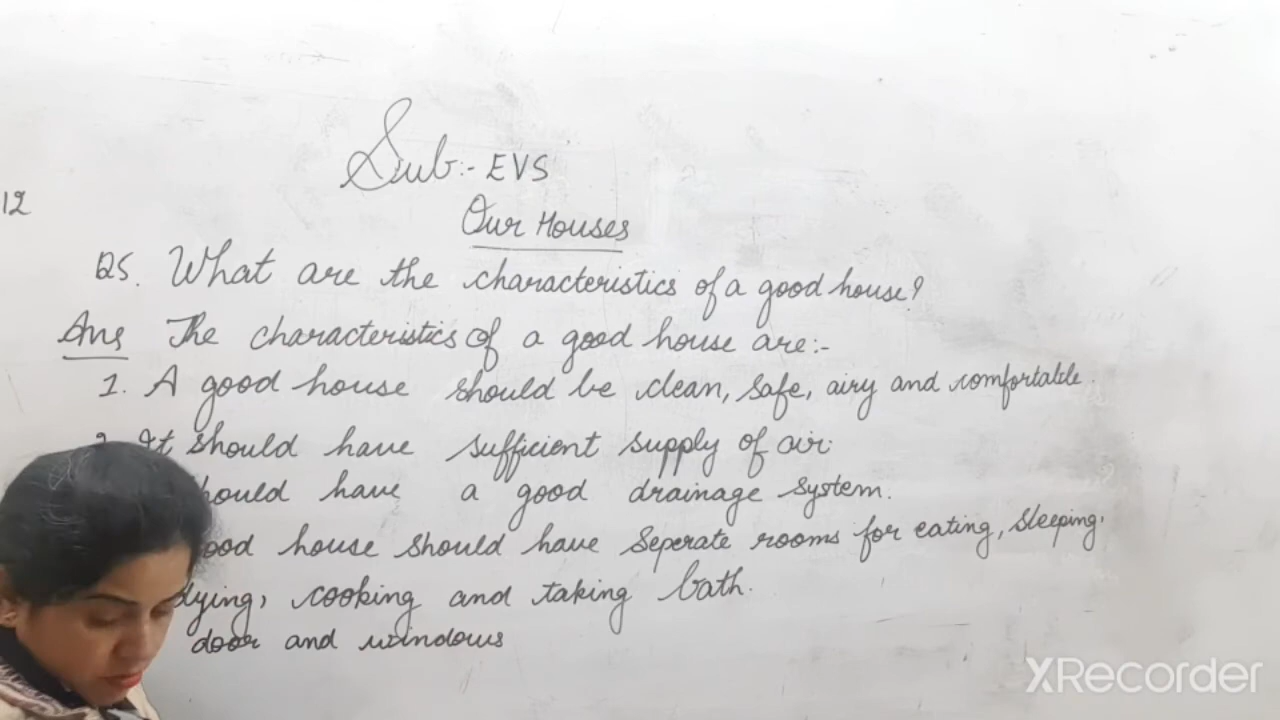 Sub:- EVS
12
Our Houses
Q5. What are the characteristics of a good house?
Ans The characteristics of a good house are:-
1. A good house should be clean, safe, airy and comfortable.
It should have sufficient supply of air.
hould have a good drainage system.
ood house should have seperate rooms for eating, sleeping,
dying, cooking and taking bath.
door and windows
XRecorder